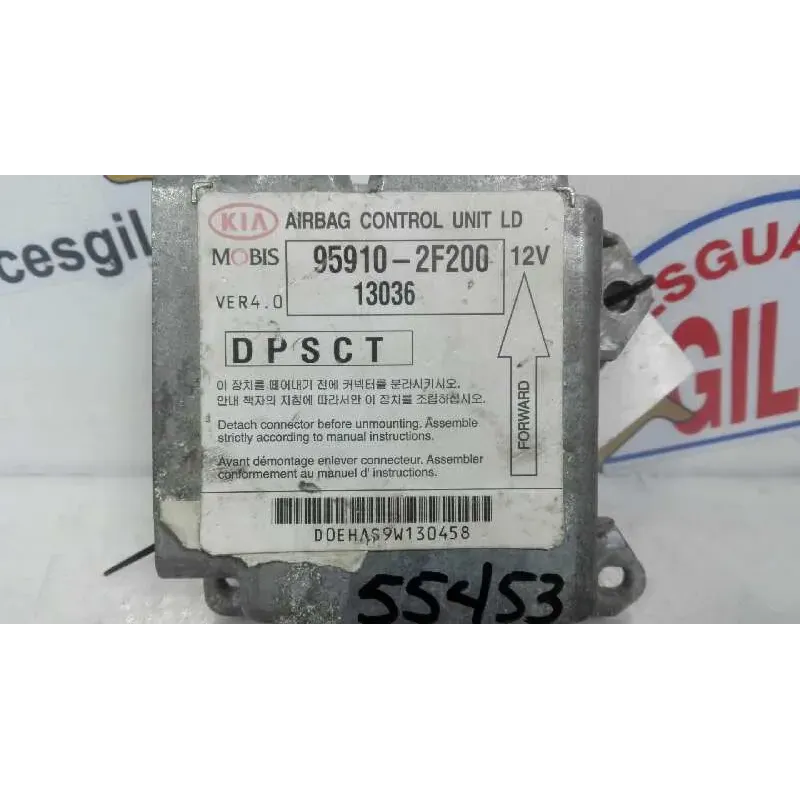 KIA AIRBAG CONTROL UNIT LD
MOBIS 95910-2F200 12V
VER4.0 13036
DPSCT
이 장치를 떼어내기 전에 커넥터를 분리시키시오.
안내 책자의 지침에 따라서만 이 장치를 조립하십시오.
FORWARD
Detach connector before unmounting. Assemble
strictly according to manual instructions.
Avant démontage enlever connecteur. Assembler
conformement au manuel d' instructions.
D0EHAS9W130458
55453
cesgil
ESGUA
GIL